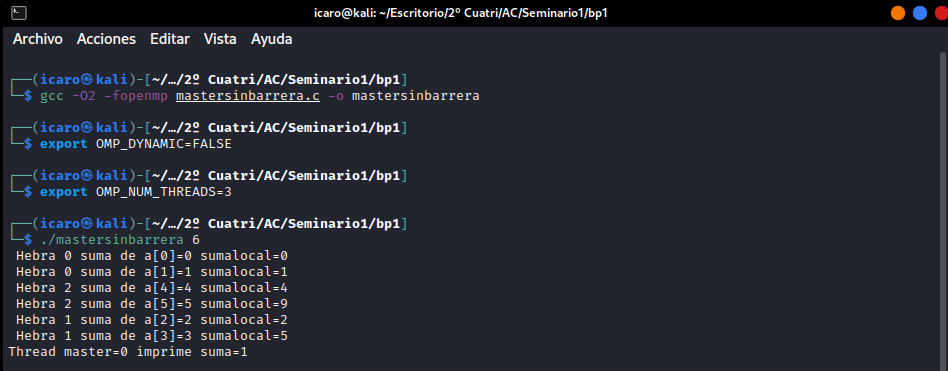 icaro@kali: ~/Escritorio/2º Cuatri/AC/Seminario1/bp1
Archivo Acciones Editar Vista Ayuda
┌──(icaro㉿kali)-[~/…/2º Cuatri/AC/Seminario1/bp1]
└─$ gcc -O2 -fopenmp mastersinbarrera.c -o mastersinbarrera
┌──(icaro㉿kali)-[~/…/2º Cuatri/AC/Seminario1/bp1]
└─$ export OMP_DYNAMIC=FALSE
┌──(icaro㉿kali)-[~/…/2º Cuatri/AC/Seminario1/bp1]
└─$ export OMP_NUM_THREADS=3
┌──(icaro㉿kali)-[~/…/2º Cuatri/AC/Seminario1/bp1]
└─$ ./mastersinbarrera 6
Hebra 0 suma de a[0]=0 sumalocal=0
Hebra 0 suma de a[1]=1 sumalocal=1
Hebra 2 suma de a[4]=4 sumalocal=4
Hebra 2 suma de a[5]=5 sumalocal=9
Hebra 1 suma de a[2]=2 sumalocal=2
Hebra 1 suma de a[3]=3 sumalocal=5
Thread master=0 imprime suma=1